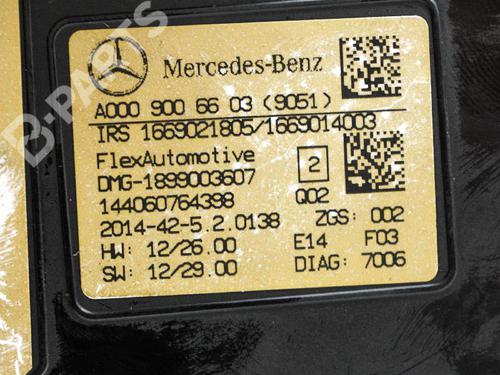 Mercedes-Benz
A000 900 66 03 (9051)
IRS 1669021805/1669014003
FlexAutomotive
2
DMG-1899003607
144060764398
Q02
2014-42-5.2.0138
ZGS: 002
HW: 12/26.00
E14
F03
SW: 12/29.00
DIAG: 7006